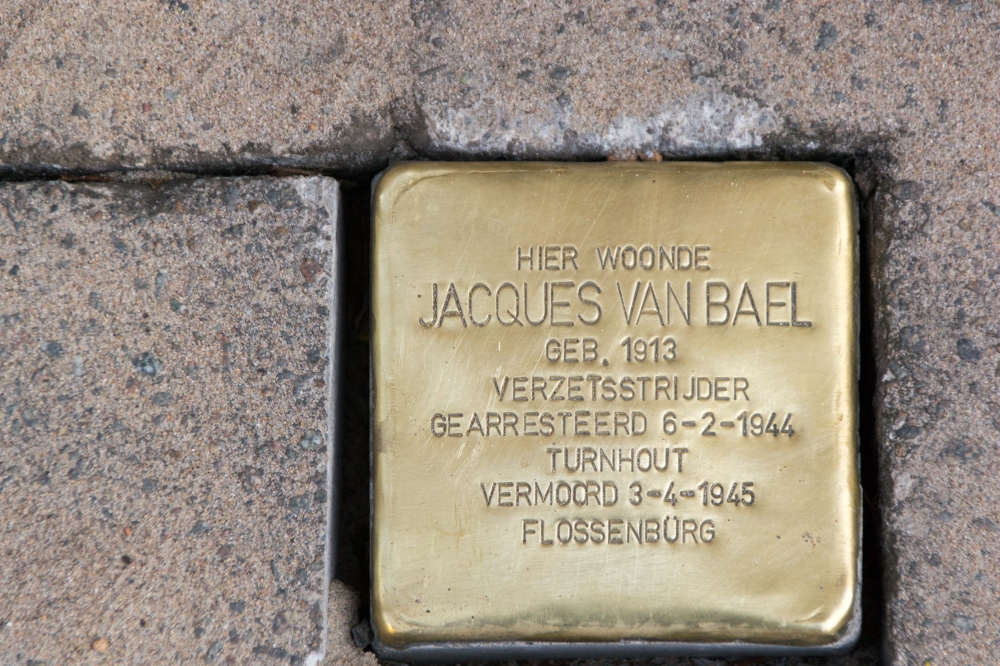 HIER WOONDE
JACQUES VAN BAEL
GEB. 1913
VERZETSSTRIJDER
GEARRESTEERD 6-2-1944
TURNHOUT
VERMOORD 3-4-1945
FLOSSENBÜRG